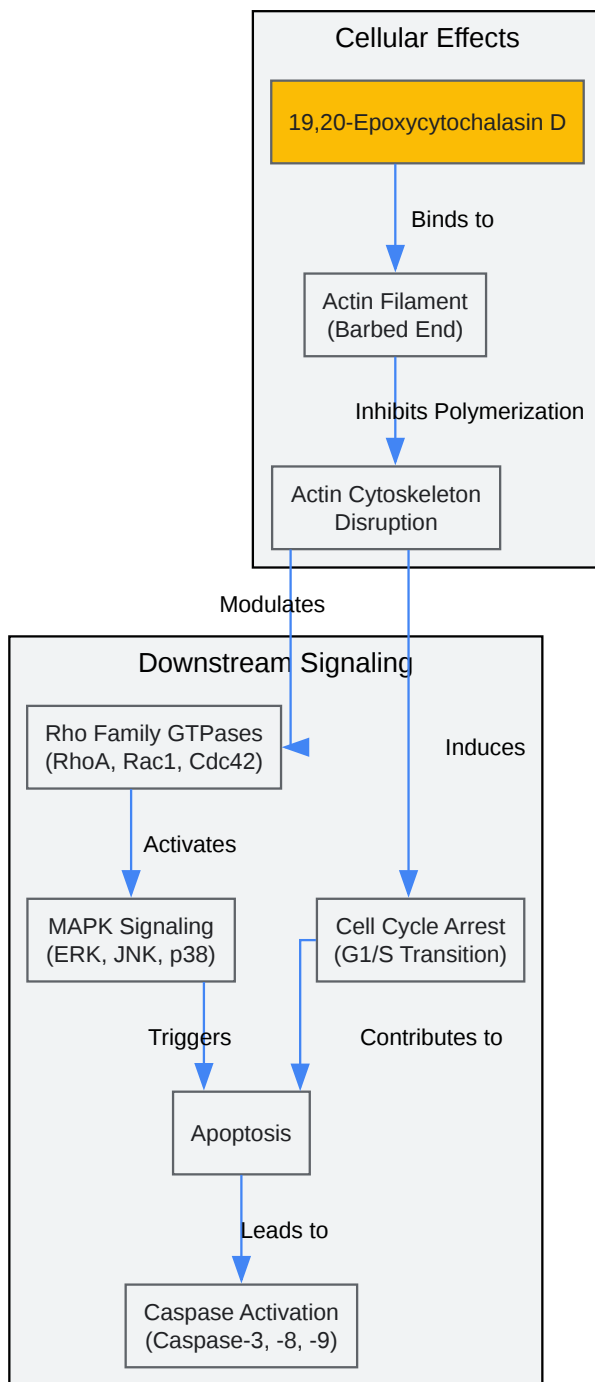 Cellular Effects
19,20-Epoxycytochalasin D
Binds to
Actin Filament
(Barbed End)
Inhibits Polymerization
Actin Cytoskeleton
Disruption
Modulates
Downstream Signaling
Rho Family GTPases
(RhoA, Rac1, Cdc42)
Induces
Activates
MAPK Signaling
(ERK, JNK, p38)
Cell Cycle Arrest
(G1/S Transition)
Triggers
Contributes to
Apoptosis
Leads to
Caspase Activation
(Caspase-3, -8, -9)